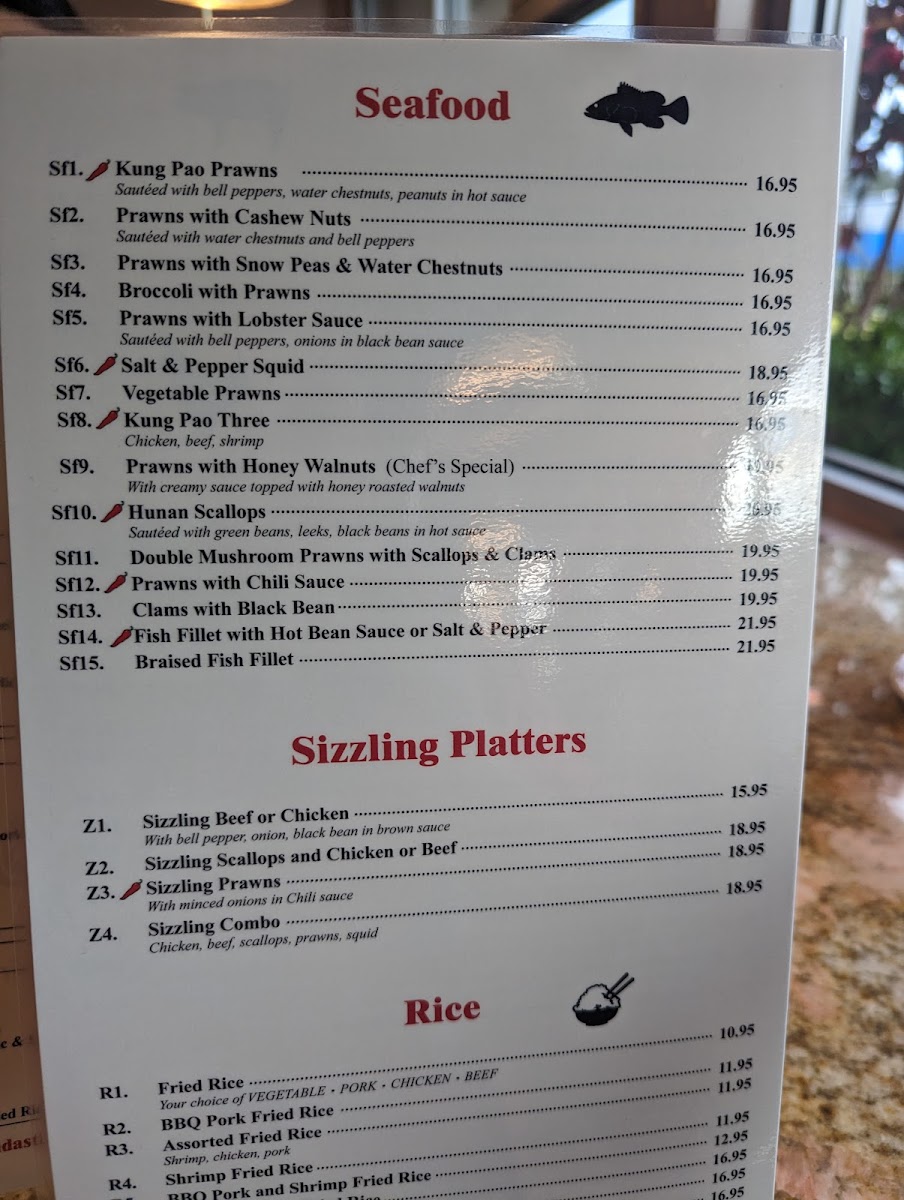 Seafood
Sf1. Kung Pao Prawns 16.95
Sautéed with bell peppers, water chestnuts, peanuts in hot sauce
Sf2. Prawns with Cashew Nuts 16.95
Sautéed with water chestnuts and bell peppers
Sf3. Prawns with Snow Peas & Water Chestnuts 16.95
Sf4. Broccoli with Prawns 16.95
Sf5. Prawns with Lobster Sauce 16.95
Sautéed with bell peppers, onions in black bean sauce
Sf6. Salt & Pepper Squid 18.95
Sf7. Vegetable Prawns 16.95
Sf8. Kung Pao Three 16.95
Chicken, beef, shrimp
Sf9. Prawns with Honey Walnuts (Chef's Special)
With creamy sauce topped with honey roasted walnuts
Sf10. Hunan Scallops
Sautéed with green beans, leeks, black beans in hot sauce
Sf11. Double Mushroom Prawns with Scallops & Clams 19.95
Sf12. Prawns with Chili Sauce 19.95
Sf13. Clams with Black Bean 19.95
Sf14. Fish Fillet with Hot Bean Sauce or Salt & Pepper 21.95
Sf15. Braised Fish Fillet 21.95
Sizzling Platters
Z1. Sizzling Beef or Chicken 15.95
With bell pepper, onion, black bean in brown sauce
Z2. Sizzling Scallops and Chicken or Beef 18.95
Z3. Sizzling Prawns 18.95
With minced onions in Chili sauce
Z4. Sizzling Combo 18.95
Chicken, beef, scallops, prawns, squid
Rice
R1. Fried Rice 10.95
Your choice of VEGETABLE • PORK • CHICKEN • BEEF
R2. BBQ Pork Fried Rice 11.95
R3. Assorted Fried Rice 11.95
Shrimp, chicken, pork
R4. Shrimp Fried Rice 11.95
BBQ Pork and Shrimp Fried Rice 12.95
16.95
16.95
16.95